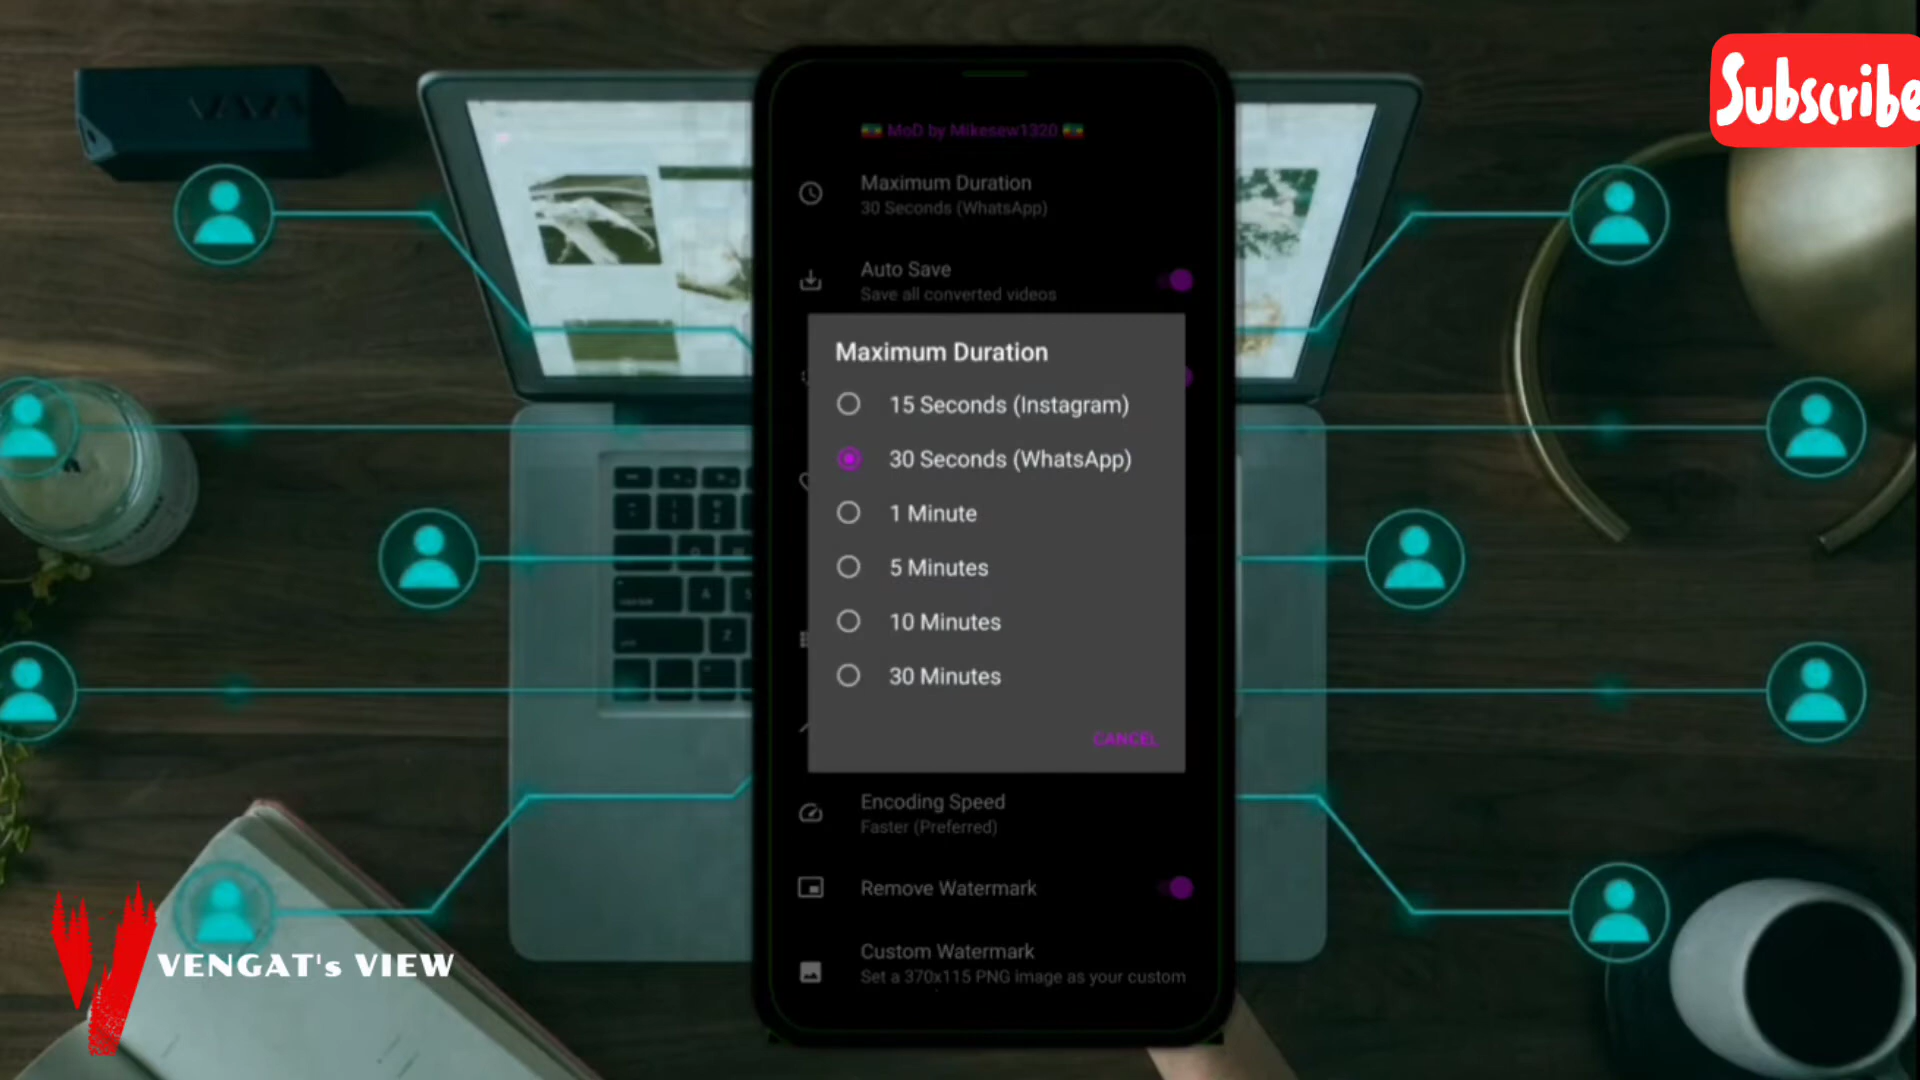 Subscribe
VAVA
MoD by Mikesew1320
Maximum Duration
30 Seconds (WhatsApp)
Auto Save
Save all converted videos
Maximum Duration
15 Seconds (Instagram)
30 Seconds (WhatsApp)
1 Minute
5 Minutes
10 Minutes
30 Minutes
CANCEL
Encoding Speed
Faster (Preferred)
Remove Watermark
Custom Watermark
Set a 370x115 PNG image as your custom
VENGAT's VIEW